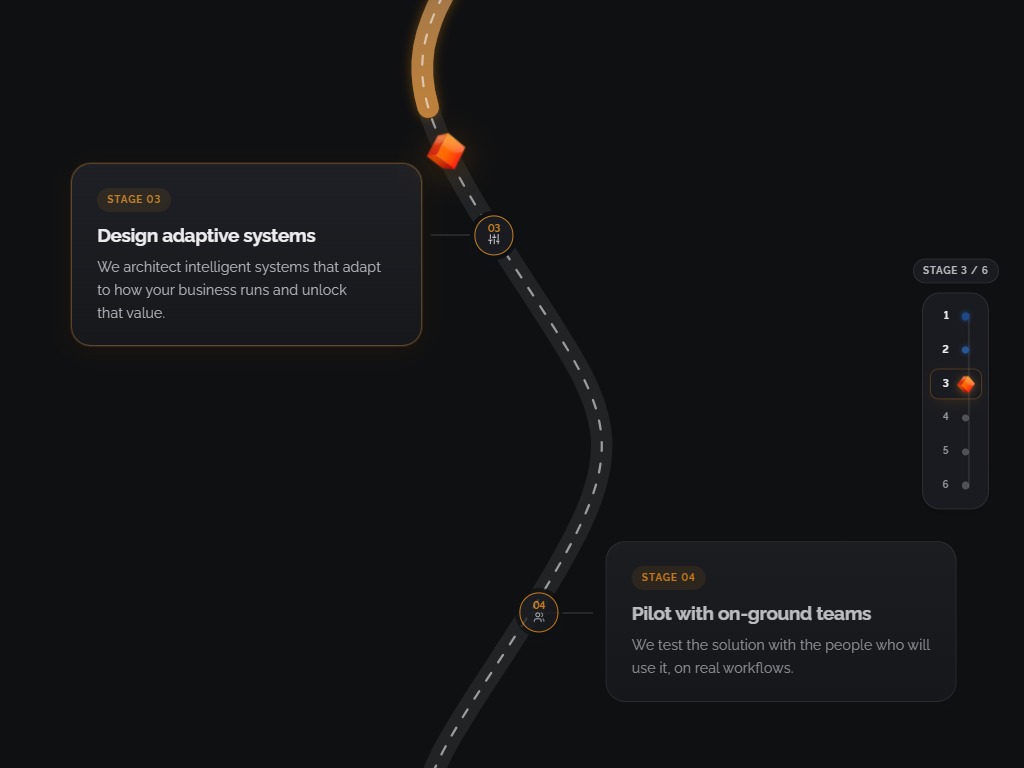 STAGE 03
Design adaptive systems
We architect intelligent systems that adapt
to how your business runs and unlock
that value.
03
STAGE 3 / 6
1
2
3
4
5
6
04
STAGE 04
Pilot with on-ground teams
We test the solution with the people who will
use it, on real workflows.